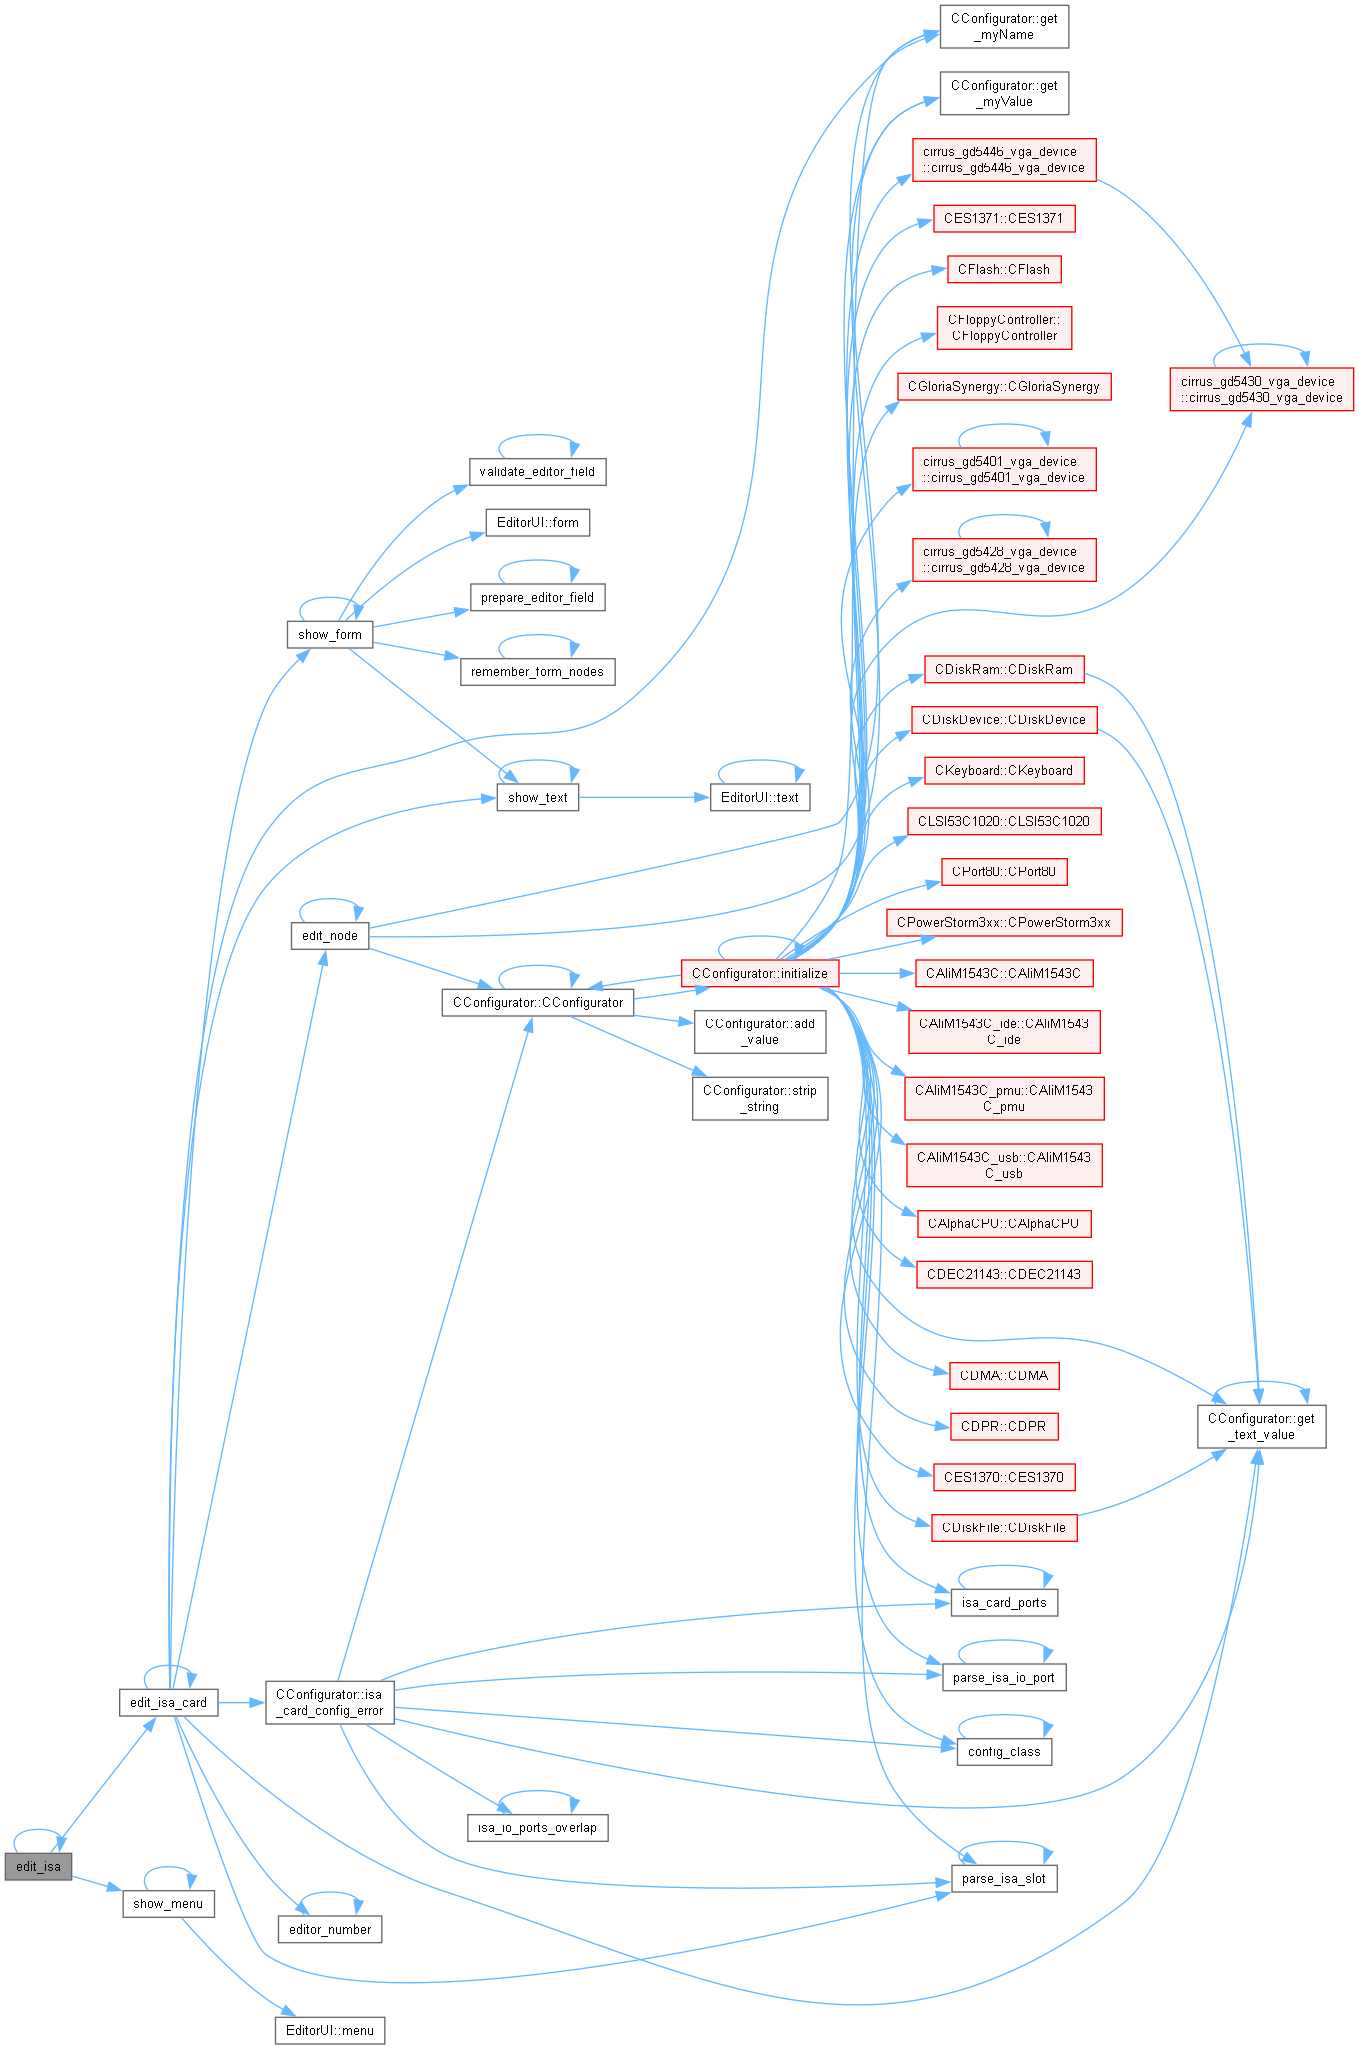 CConfigurator::get
_myName
CConfigurator::get
_myValue
cirrus_gd5446_vga_device
::cirrus_gd5446_vga_device
CES1371::CES1371
CFlash::CFlash
CFloppyController::
CFloppyController
CGloriaSynergy::CGloriaSynergy
cirrus_gd5430_vga_device
::cirrus_gd5430_vga_device
cirrus_gd5401_vga_device
::cirrus_gd5401_vga_device
validate_editor_field
EditorUI::form
cirrus_gd5428_vga_device
::cirrus_gd5428_vga_device
prepare_editor_field
show_form
remember_form_nodes
CDiskRam::CDiskRam
CDiskDevice::CDiskDevice
CKeyboard::CKeyboard
show_text
EditorUI::text
CLSI53C1020::CLSI53C1020
CPort80::CPort80
CPowerStorm3xx::CPowerStorm3xx
edit_node
CConfigurator::initialize
CAliM1543C::CAliM1543C
CConfigurator::CConfigurator
CConfigurator::add
_value
CAliM1543C_ide::CAliM1543
C_ide
CConfigurator::strip
_string
CAliM1543C_pmu::CAliM1543
C_pmu
CAliM1543C_usb::CAliM1543
C_usb
CAlphaCPU::CAlphaCPU
CDEC21143::CDEC21143
CDMA::CDMA
CDPR::CDPR
CConfigurator::get
_text_value
CES1370::CES1370
CDiskFile::CDiskFile
isa_card_ports
parse_isa_io_port
edit_isa_card
CConfigurator::isa
_card_config_error
config_class
isa_io_ports_overlap
edit_isa
parse_isa_slot
show_menu
editor_number
EditorUI::menu